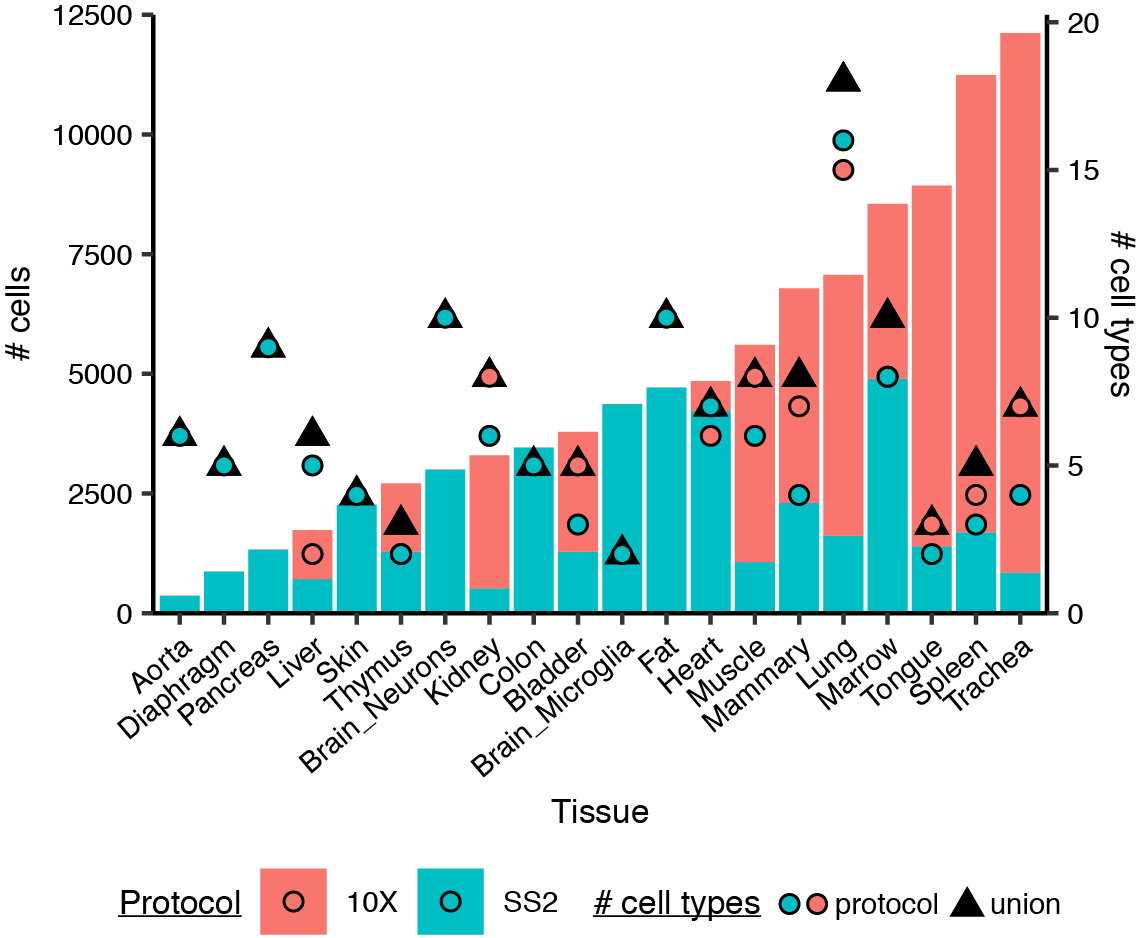 12500
10000
7500
5000
2500
0
# cells
20
15
10
5
0
# cell types
Aorta
Diaphragm
Pancreas
Liver
Skin
Thymus
Brain_Neurons
Kidney
Colon
Bladder
Brain_Microglia
Fat
Heart
Muscle
Mammary
Lung
Marrow
Tongue
Spleen
Trachea
Tissue
Protocol 10X SS2 # cell types protocol union